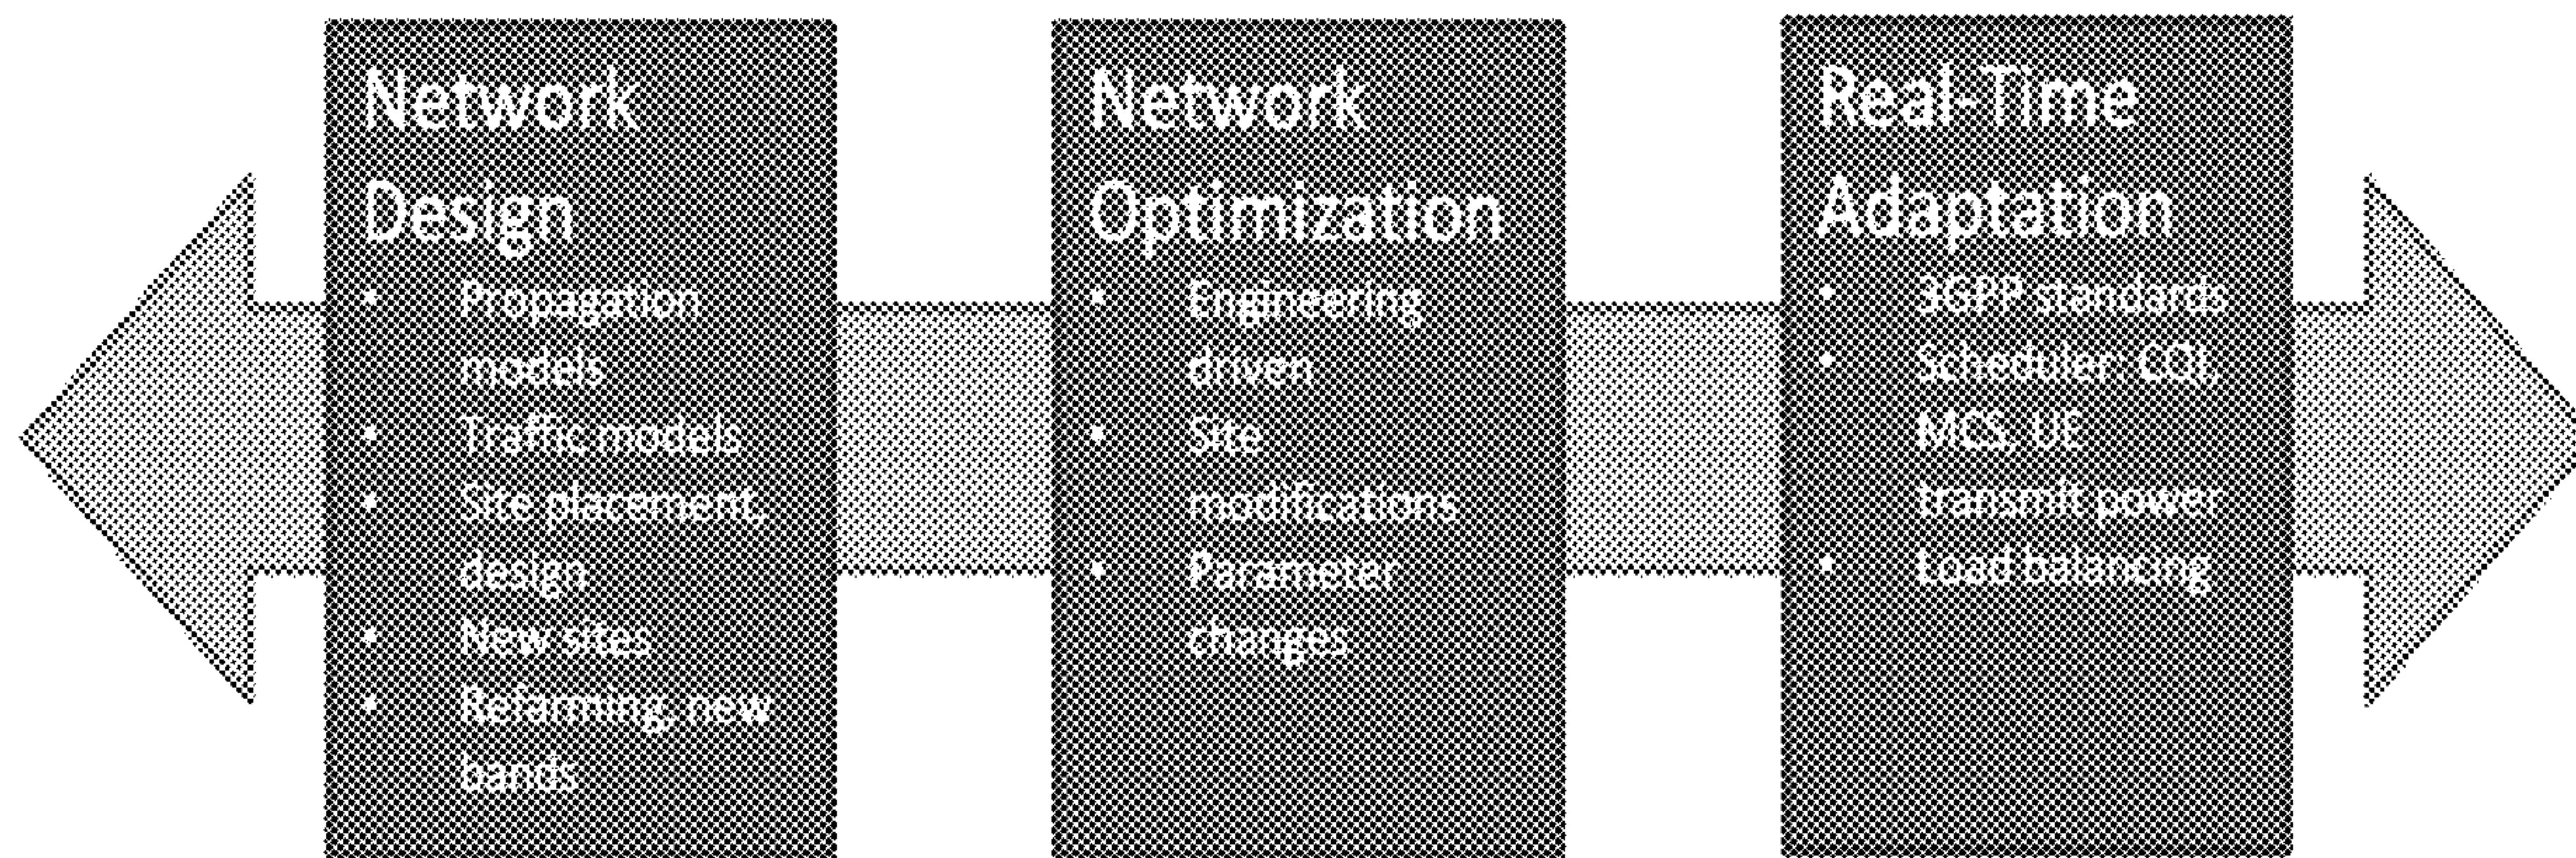 Network
Design
• Propagation
models
• Traffic models
• Site placement,
design
• New sites
• Refarming, new
bands
Network
Optimization
• Engineering
driven
• Site
modifications
• Parameter
changes
Real-Time
Adaptation
• 3GPP standards
• Scheduler: CQI,
MCS, UE
transmit power
• Load balancing